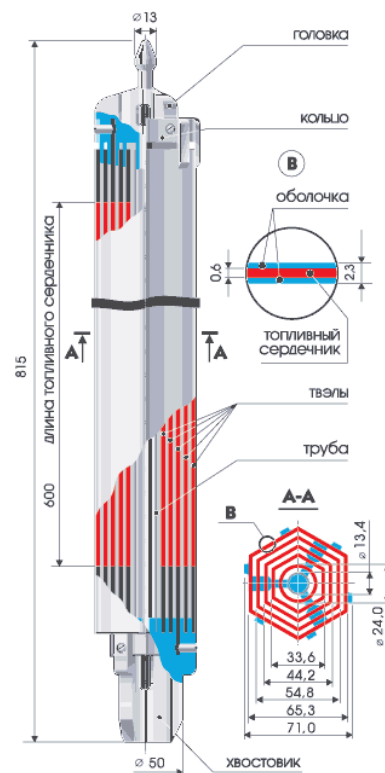 ⌀ 13
ГОЛОВКА
КОЛЬЦО
В
ОБОЛОЧКА
0,6
2,3
ТОПЛИВНЫЙ
СЕРДЕЧНИК
815
600
ДЛИНА ТОПЛИВНОГО СЕРДЕЧНИКА
А
А
ТВЭЛЫ
ТРУБА
А-А
В
⌀ 13,4
⌀ 24,0
33,6
44,2
54,8
65,3
71,0
⌀ 50
ХВОСТОВИК